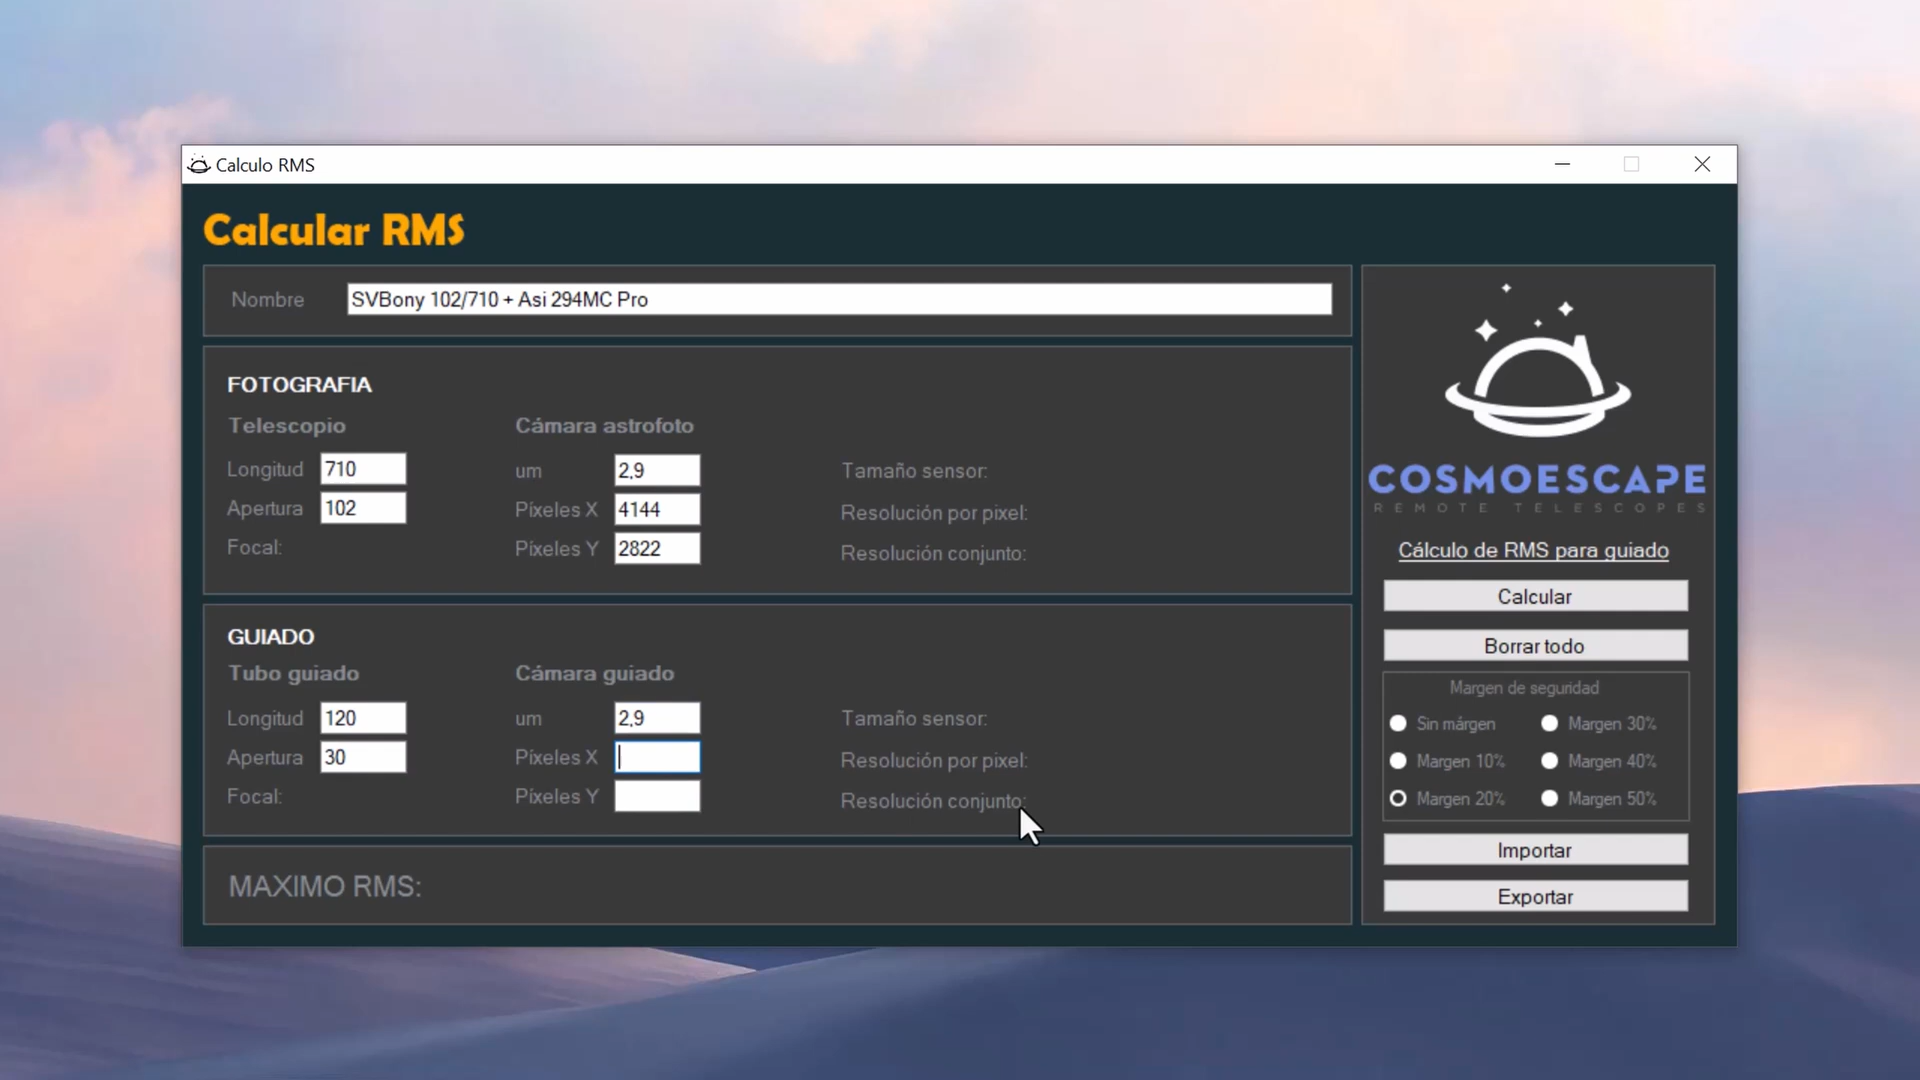 Calculo RMS
Calcular RMS
Nombre SVBony 102/710 + Asi 294MC Pro
FOTOGRAFIA
Telescopio
Longitud 710
Apertura 102
Focal:
Cámara astrofoto
um 2,9
Píxeles X 4144
Píxeles Y 2822
Tamaño sensor:
Resolución por pixel:
Resolución conjunto:
GUIADO
Tubo guiado
Longitud 120
Apertura 30
Focal:
Cámara guiado
um 2,9
Píxeles X
Píxeles Y
Tamaño sensor:
Resolución por pixel:
Resolución conjunto:
MAXIMO RMS:
COSMOESCAPE
REMOTE TELESCOPES
Cálculo de RMS para guiado
Calcular
Borrar todo
Margen de seguridad
Sin márgen Margen 30%
Margen 10% Margen 40%
Margen 20% Margen 50%
Importar
Exportar